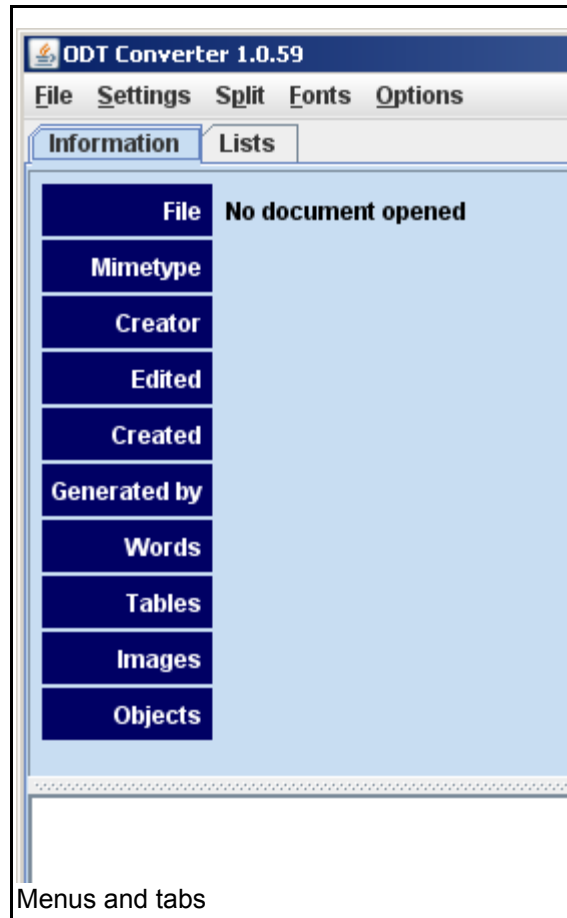 ODT Converter 1.0.59
File Settings Split Fonts Options
Information Lists
File No document opened
Mimetype
Creator
Edited
Created
Generated by
Words
Tables
Images
Objects
Menus and tabs